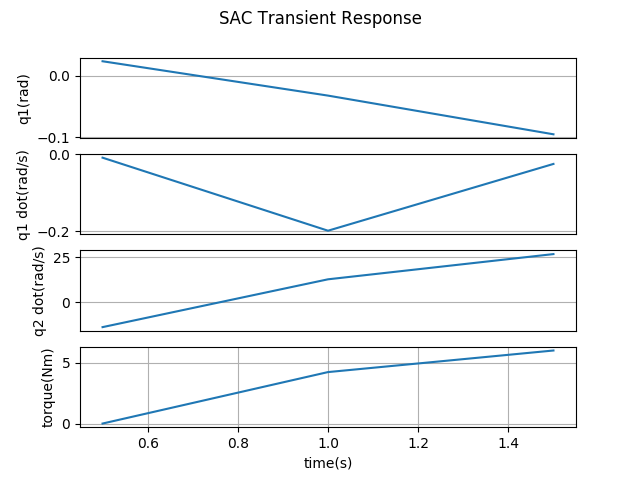 SAC Transient Response
0.0
−0.1
q1(rad)
0.0
−0.2
q1 dot(rad/s)
25
0
q2 dot(rad/s)
5
0
torque(Nm)
0.6 0.8 1.0 1.2 1.4
time(s)